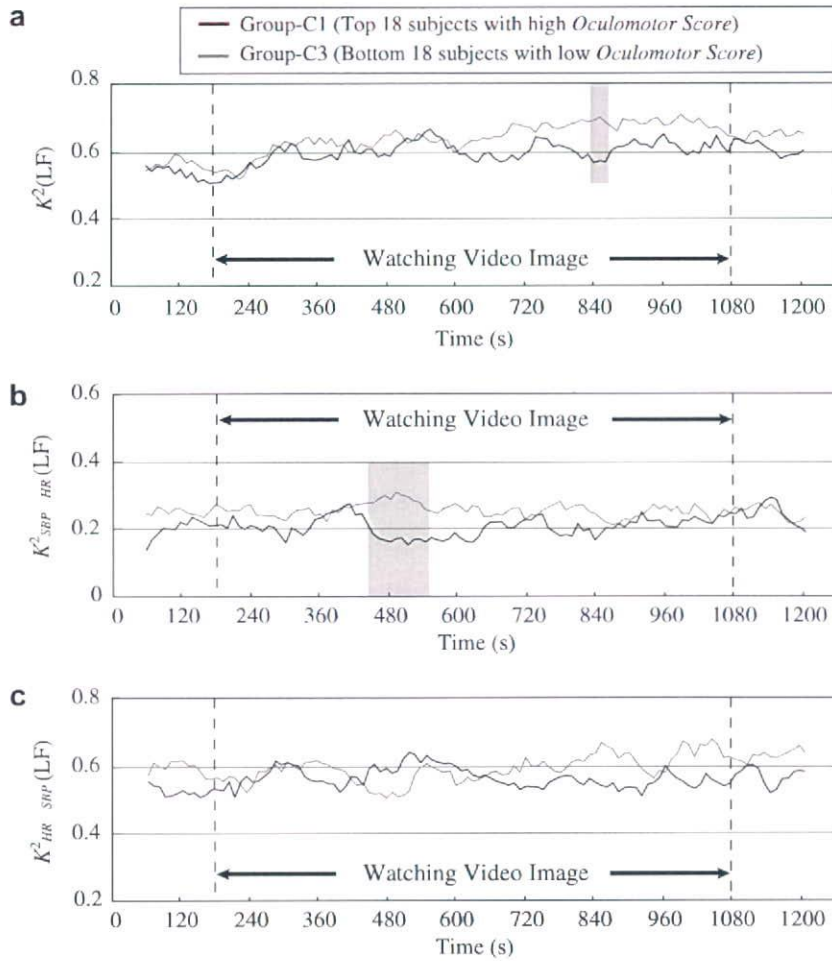 a
Group-C1 (Top 18 subjects with high Oculomotor Score)
Group-C3 (Bottom 18 subjects with low Oculomotor Score)
0.8
0.6
0.4
0.2
K²(LF)
Watching Video Image
0 120 240 360 480 600 720 840 960 1080 1200
Time (s)
b
0.6
0.4
0.2
0
K²SBP HR(LF)
Watching Video Image
0 120 240 360 480 600 720 840 960 1080 1200
Time (s)
c
0.8
0.6
0.4
0.2
K²HR SBP(LF)
Watching Video Image
0 120 240 360 480 600 720 840 960 1080 1200
Time (s)